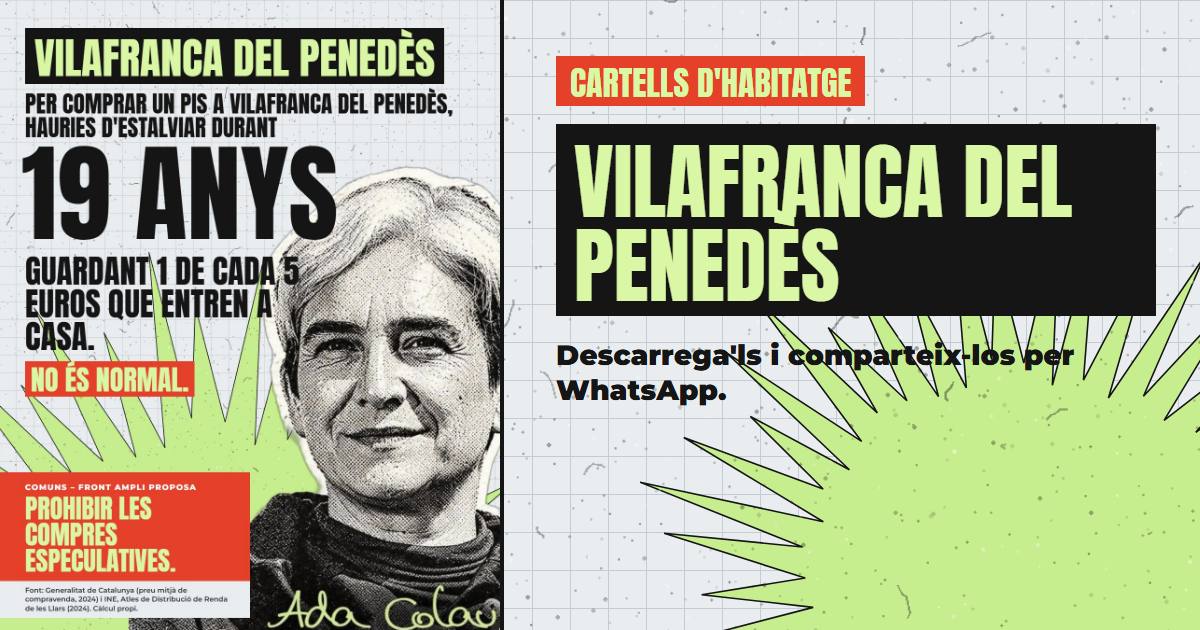 VILAFRANCA DEL PENEDÈS
PER COMPRAR UN PIS A VILAFRANCA DEL PENEDÈS,
HAURIES D'ESTALVIAR DURANT
19 ANYS
GUARDANT 1 DE CADA 5
EUROS QUE ENTREN A
CASA.
NO ÉS NORMAL.
COMUNS – FRONT AMPLI PROPOSA
PROHIBIR LES
COMPRES
ESPECULATIVES.
Font: Generalitat de Catalunya (preu mitjà de
compravenda, 2024) i INE, Atles de Distribució de Renda
de les Llars (2024). Càlcul propi.
Ada Colau
CARTELLS D'HABITATGE
VILAFRANCA DEL
PENEDÈS
Descarrega'ls i comparteix-los per
WhatsApp.